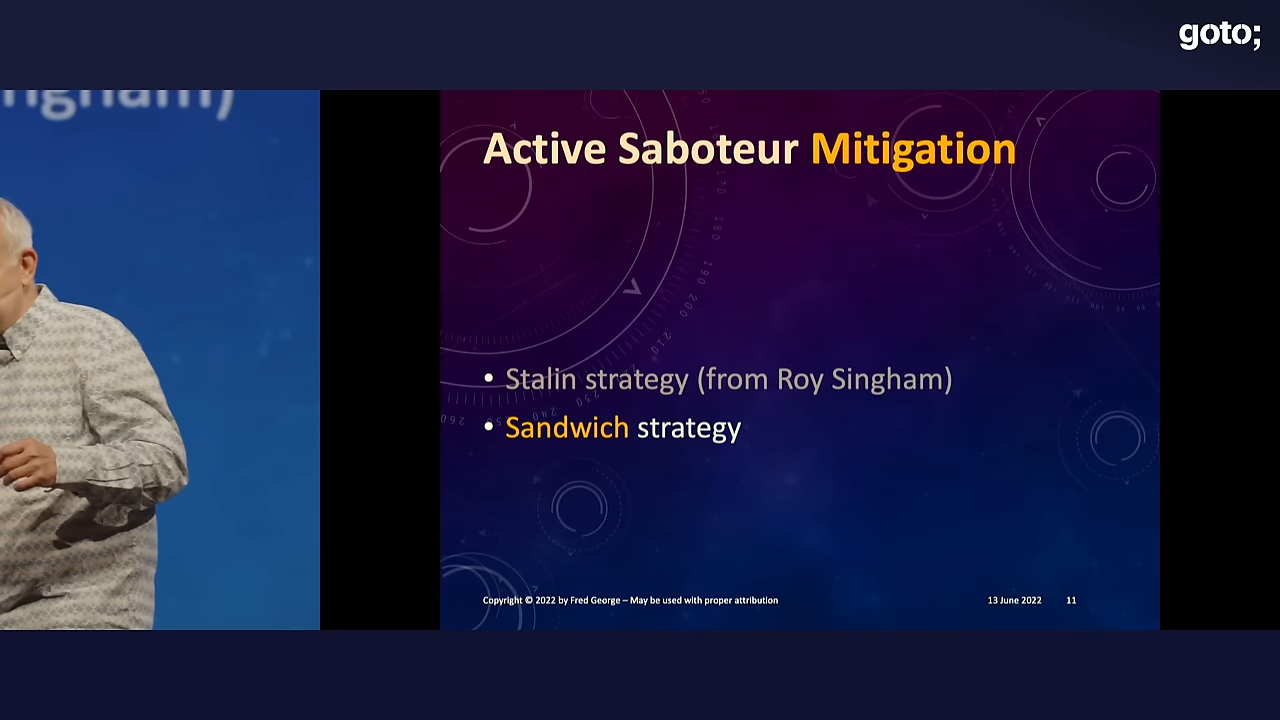 goto;
ngham)
Active Saboteur Mitigation
• Stalin strategy (from Roy Singham)
• Sandwich strategy
Copyright © 2022 by Fred George – May be used with proper attribution
13 June 2022
11